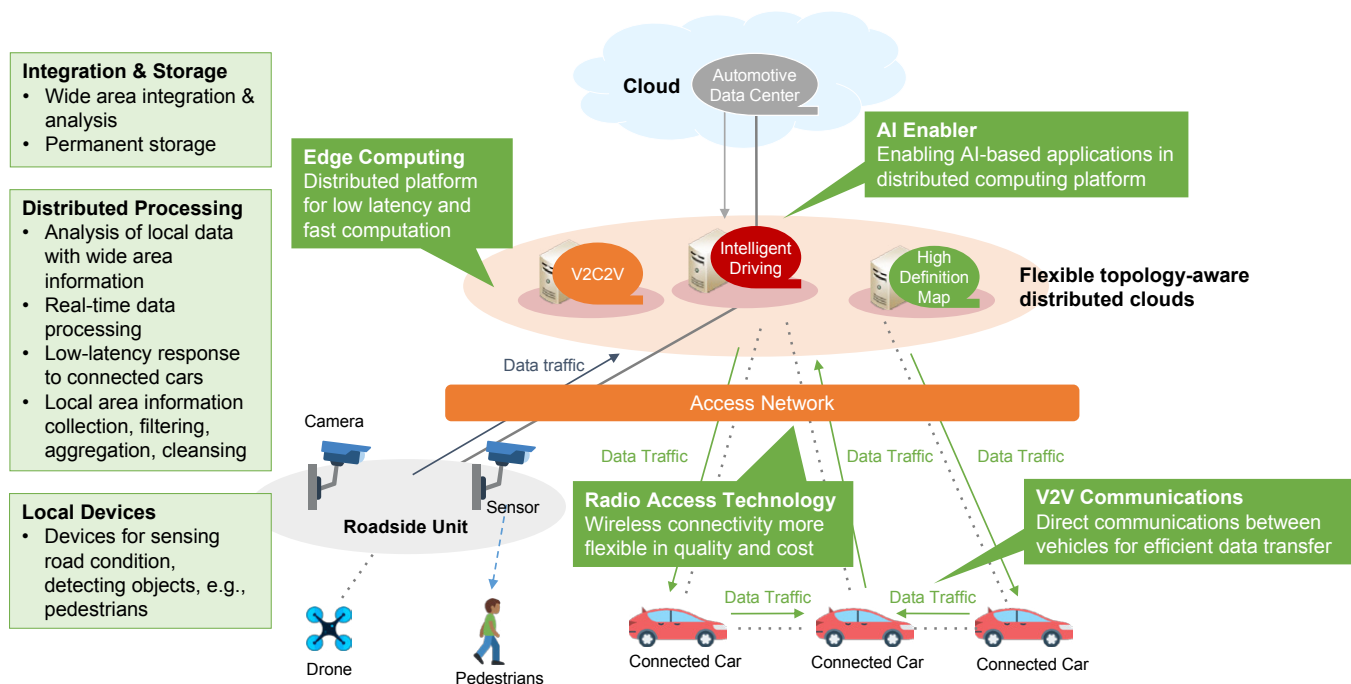 Integration & Storage
• Wide area integration &
analysis
• Permanent storage
Distributed Processing
• Analysis of local data
with wide area
information
• Real-time data
processing
• Low-latency response
to connected cars
• Local area information
collection, filtering,
aggregation, cleansing
Local Devices
• Devices for sensing
road condition,
detecting objects, e.g.,
pedestrians
Cloud
Automotive
Data Center
Edge Computing
Distributed platform
for low latency and
fast computation
AI Enabler
Enabling AI-based applications in
distributed computing platform
V2C2V
Intelligent
Driving
High
Definition
Map
Flexible topology-aware
distributed clouds
Data traffic
Access Network
Camera
Sensor
Roadside Unit
Data Traffic
Data Traffic
Data Traffic
Radio Access Technology
Wireless connectivity more
flexible in quality and cost
V2V Communications
Direct communications between
vehicles for efficient data transfer
Data Traffic
Data Traffic
Drone
Pedestrians
Connected Car
Connected Car
Connected Car